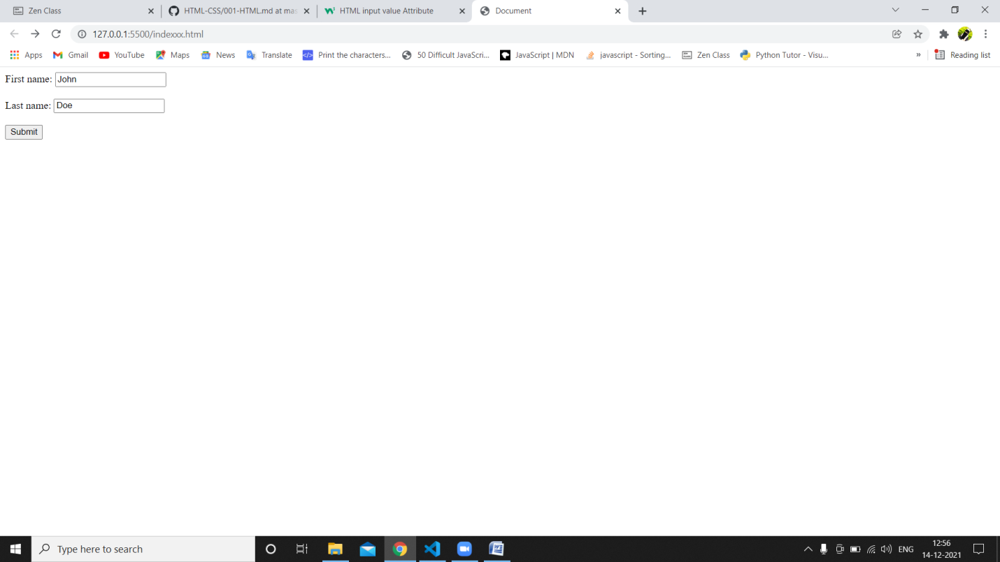 Zen Class
HTML-CSS/001-HTML.md at mas
HTML input value Attribute
Document
127.0.0.1:5500/indexxx.html
Apps
Gmail
YouTube
Maps
News
Translate
Print the characters...
50 Difficult JavaScri...
JavaScript | MDN
javascript - Sorting...
Zen Class
Python Tutor - Visu...
»
Reading list
First name: John
Last name: Doe
Submit
Type here to search
ENG
12:56
14-12-2021